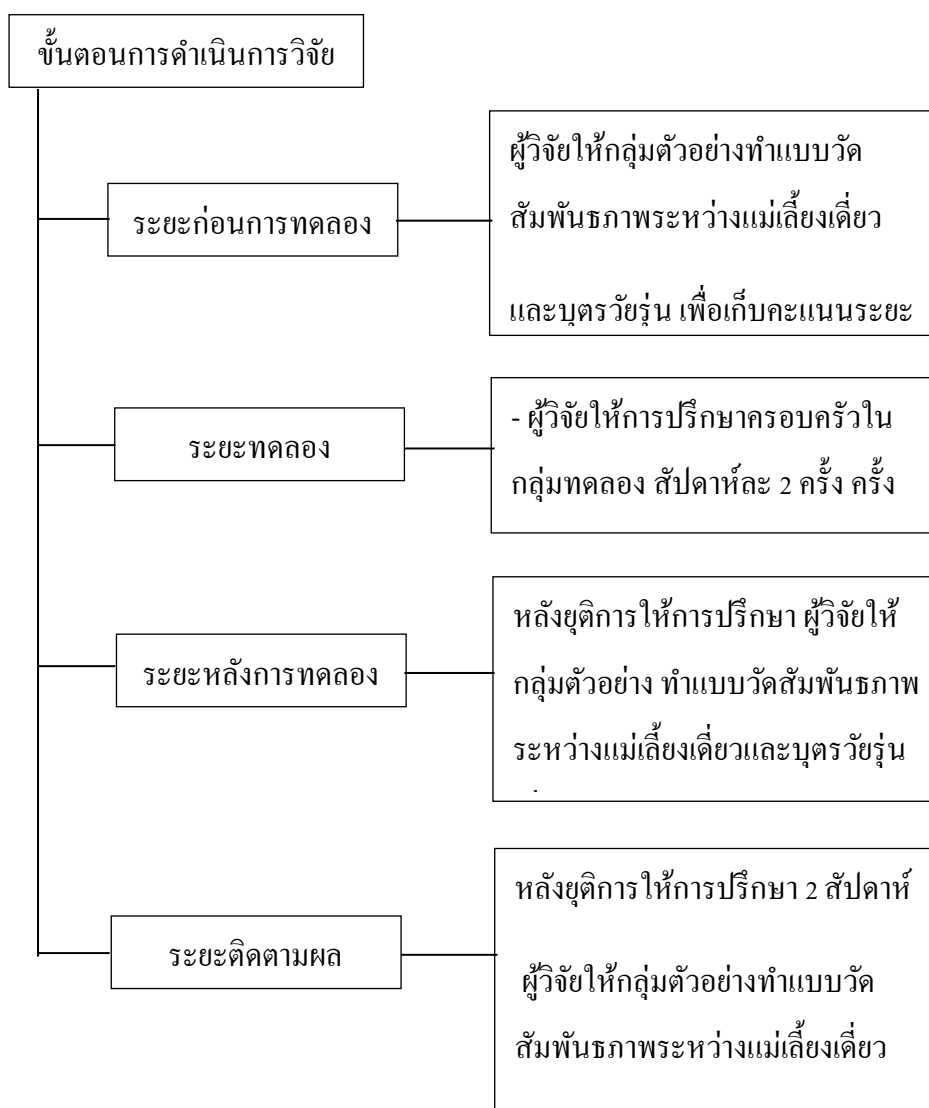 ขั้นตอนการดำเนินการวิจัย
ระยะก่อนการทดลอง
ผู้วิจัยให้กลุ่มตัวอย่างทำแบบวัด
สัมพันธภาพระหว่างแม่เลี้ยงเดี่ยว
และบุตรวัยรุ่น เพื่อเก็บคะแนนระยะ
ระยะทดลอง
- ผู้วิจัยให้การปรึกษาครอบครัวใน
กลุ่มทดลอง สัปดาห์ละ 2 ครั้ง ครั้ง
ระยะหลังการทดลอง
หลังยุติการให้การปรึกษา ผู้วิจัยให้
กลุ่มตัวอย่าง ทำแบบวัดสัมพันธภาพ
ระหว่างแม่เลี้ยงเดี่ยวและบุตรวัยรุ่น
ระยะติดตามผล
หลังยุติการให้การปรึกษา 2 สัปดาห์
ผู้วิจัยให้กลุ่มตัวอย่างทำแบบวัด
สัมพันธภาพระหว่างแม่เลี้ยงเดี่ยว